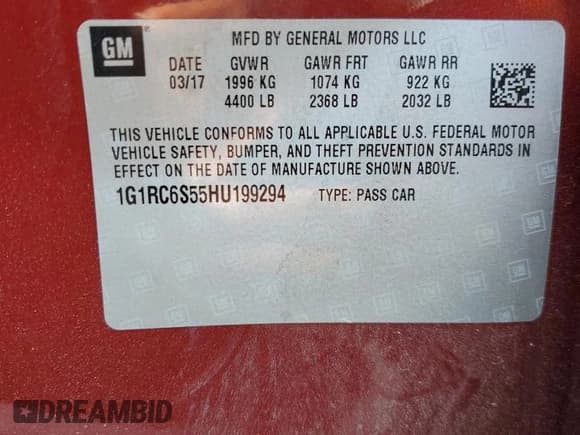 GM
MFD BY GENERAL MOTORS LLC
DATE GVWR GAWR FRT GAWR RR
03/17 1996 KG 1074 KG 922 KG
4400 LB 2368 LB 2032 LB
THIS VEHICLE CONFORMS TO ALL APPLICABLE U.S. FEDERAL MOTOR
VEHICLE SAFETY, BUMPER, AND THEFT PREVENTION STANDARDS IN
EFFECT ON THE DATE OF MANUFACTURE SHOWN ABOVE.
1G1RC6S55HU199294 TYPE: PASS CAR
DREAMBID